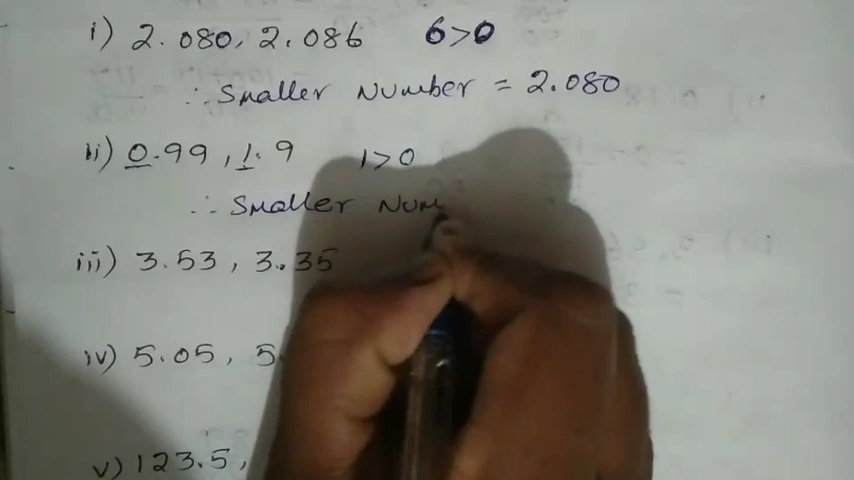 i) 2.080, 2.086 6>0
∴ Smaller Number = 2.080
ii) 0.99 , 1.9 1>0
∴ Smaller Num
iii) 3.53 , 3.35
iv) 5.05 , 5.
v) 123.5,